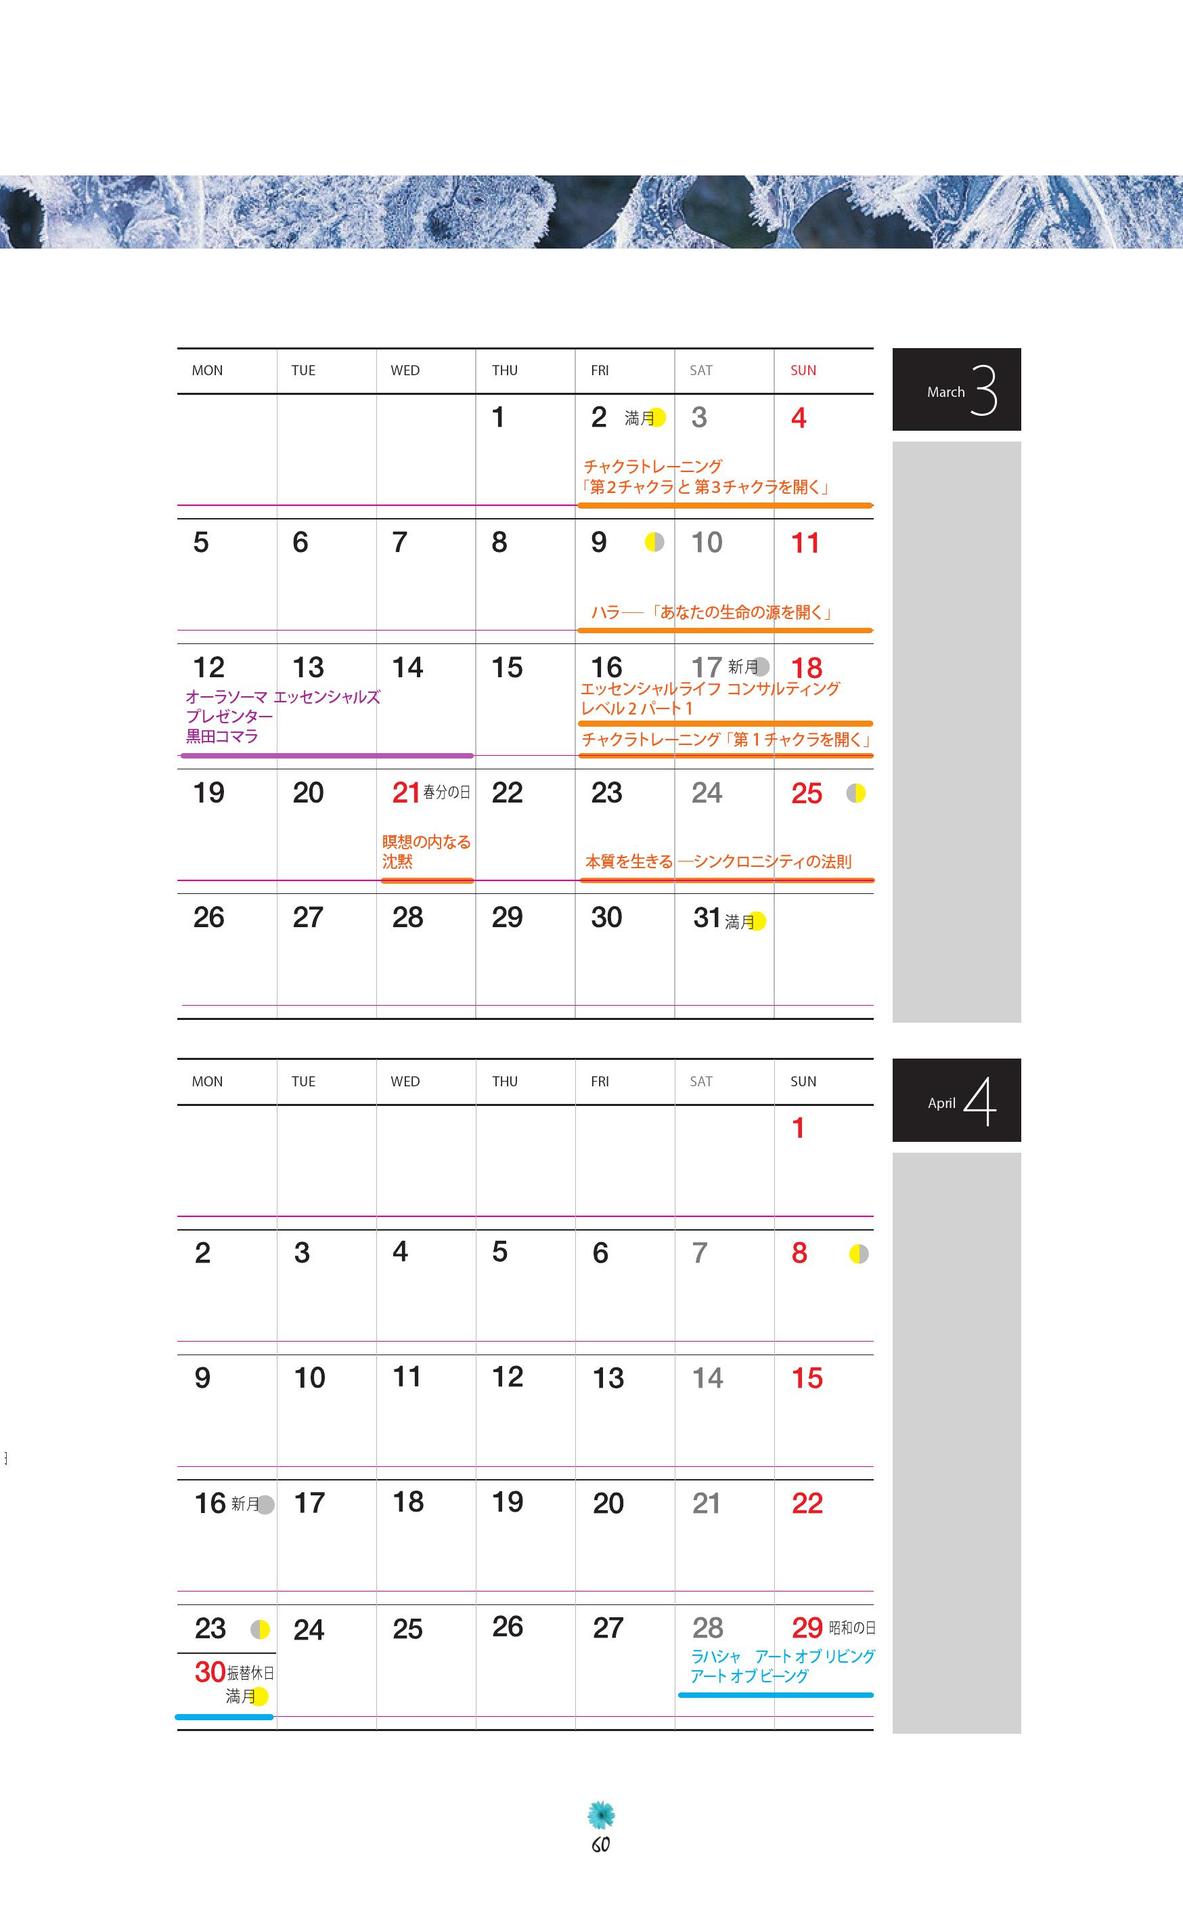 March 3
MON TUE WED THU FRI SAT SUN
1 2 満月 3 4
チャクラトレーニング
「第2チャクラ と 第3チャクラを開く」
5 6 7 8 9 10 11
ハラ──「あなたの生命の源を開く」
12 13 14 15 16 17 新月 18
オーラソーマ エッセンシャルズ
プレゼンター
黒田コマラ
エッセンシャルライフ コンサルティング
レベル 2 パート 1
チャクラトレーニング「第 1 チャクラを開く」
19 20 21 春分の日 22 23 24 25
瞑想の内なる
沈黙
本質を生きる ―シンクロニシティの法則
26 27 28 29 30 31 満月
April 4
MON TUE WED THU FRI SAT SUN
1
2 3 4 5 6 7 8
9 10 11 12 13 14 15
16 新月 17 18 19 20 21 22
23 24 25 26 27 28 29 昭和の日
ラハシャ　アート オブ リビング
アート オブ ビーング
30 振替休日
満月
60